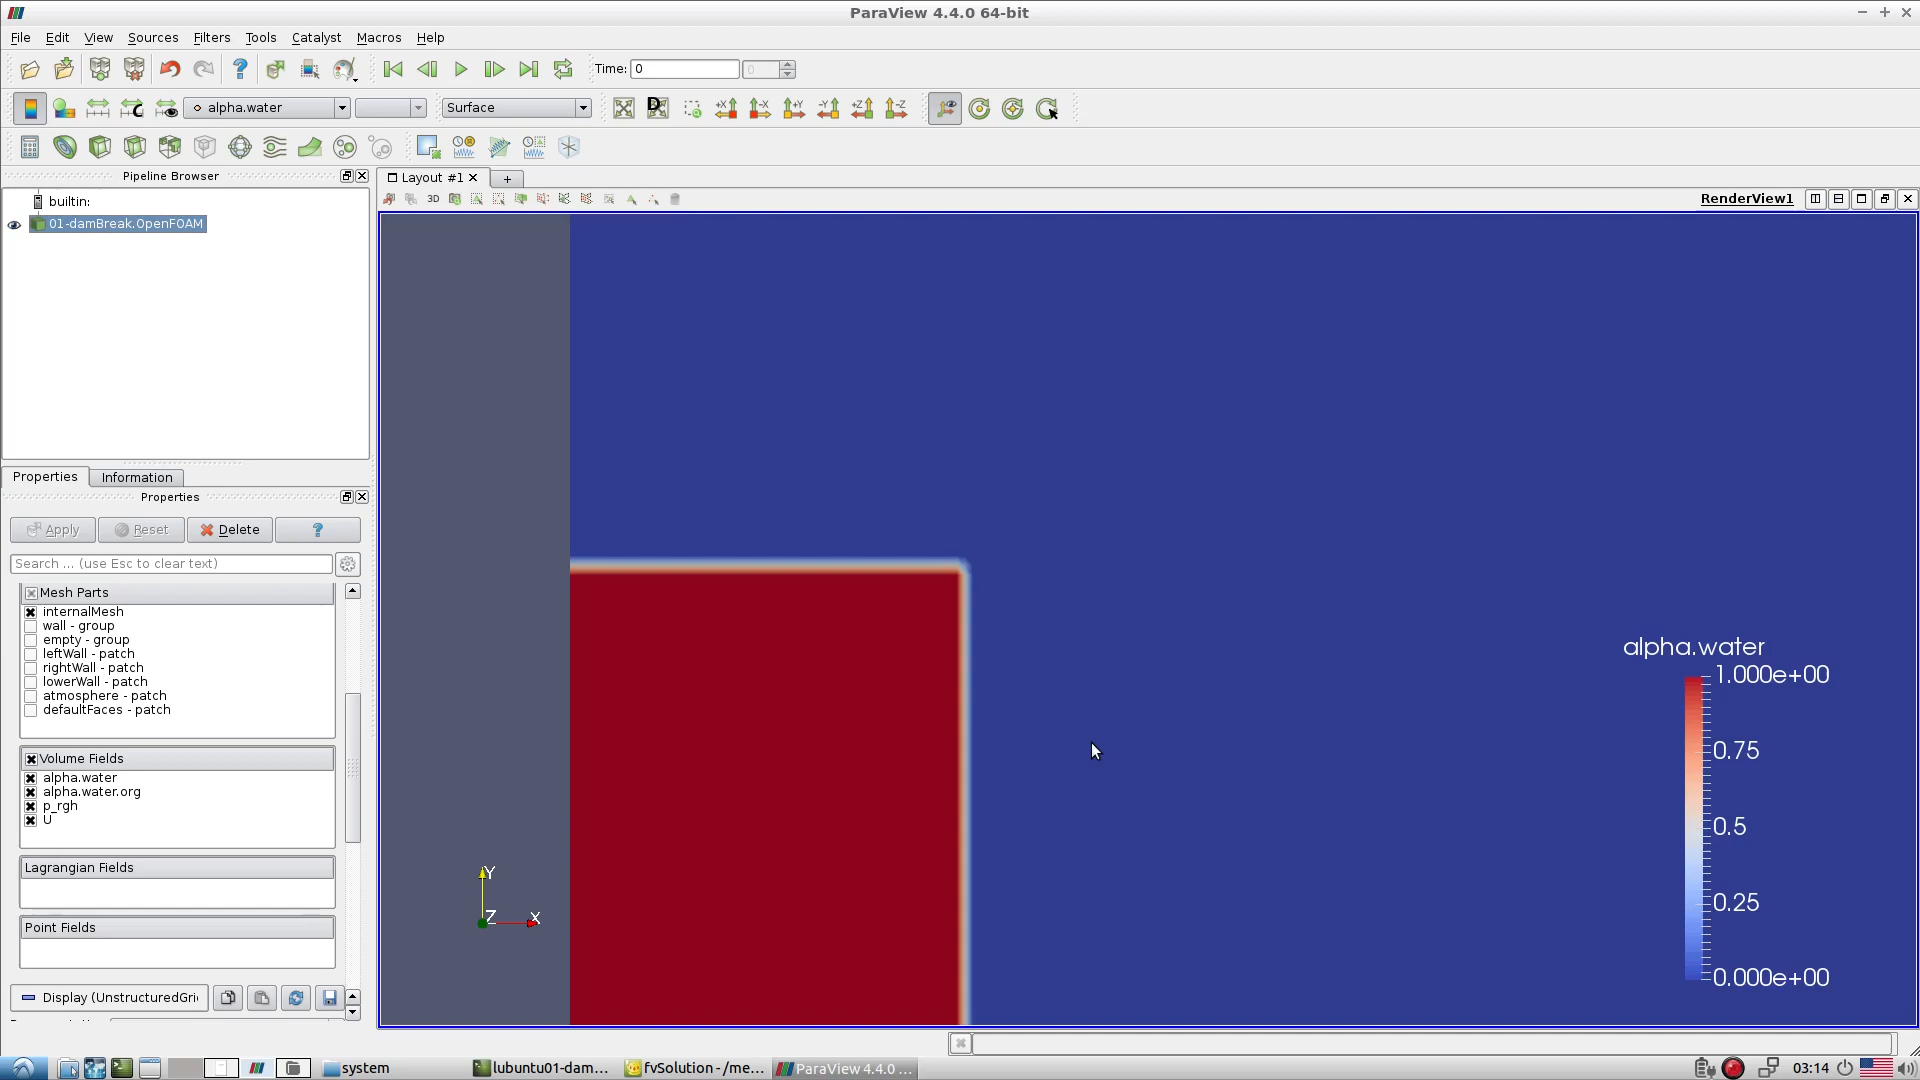 ParaView 4.4.0 64-bit
File Edit View Sources Filters Tools Catalyst Macros Help
Time: 0 0
alpha.water Surface
D +X -X +Y -Y +Z -Z
Pipeline Browser
Layout #1
3D
RenderView1
builtin:
01-damBreak.OpenFOAM
Properties Information
Properties
Apply Reset Delete ?
Search ... (use Esc to clear text)
Mesh Parts
internalMesh
wall - group
empty - group
leftWall - patch
rightWall - patch
lowerWall - patch
atmosphere - patch
defaultFaces - patch
Volume Fields
alpha.water
alpha.water.org
p_rgh
U
Lagrangian Fields
Point Fields
Display (UnstructuredGri
Y
Z X
alpha.water
1.000e+00
0.75
0.5
0.25
0.000e+00
system lubuntu01-dam... fvSolution - /me... ParaView 4.4.0 ... 03:14